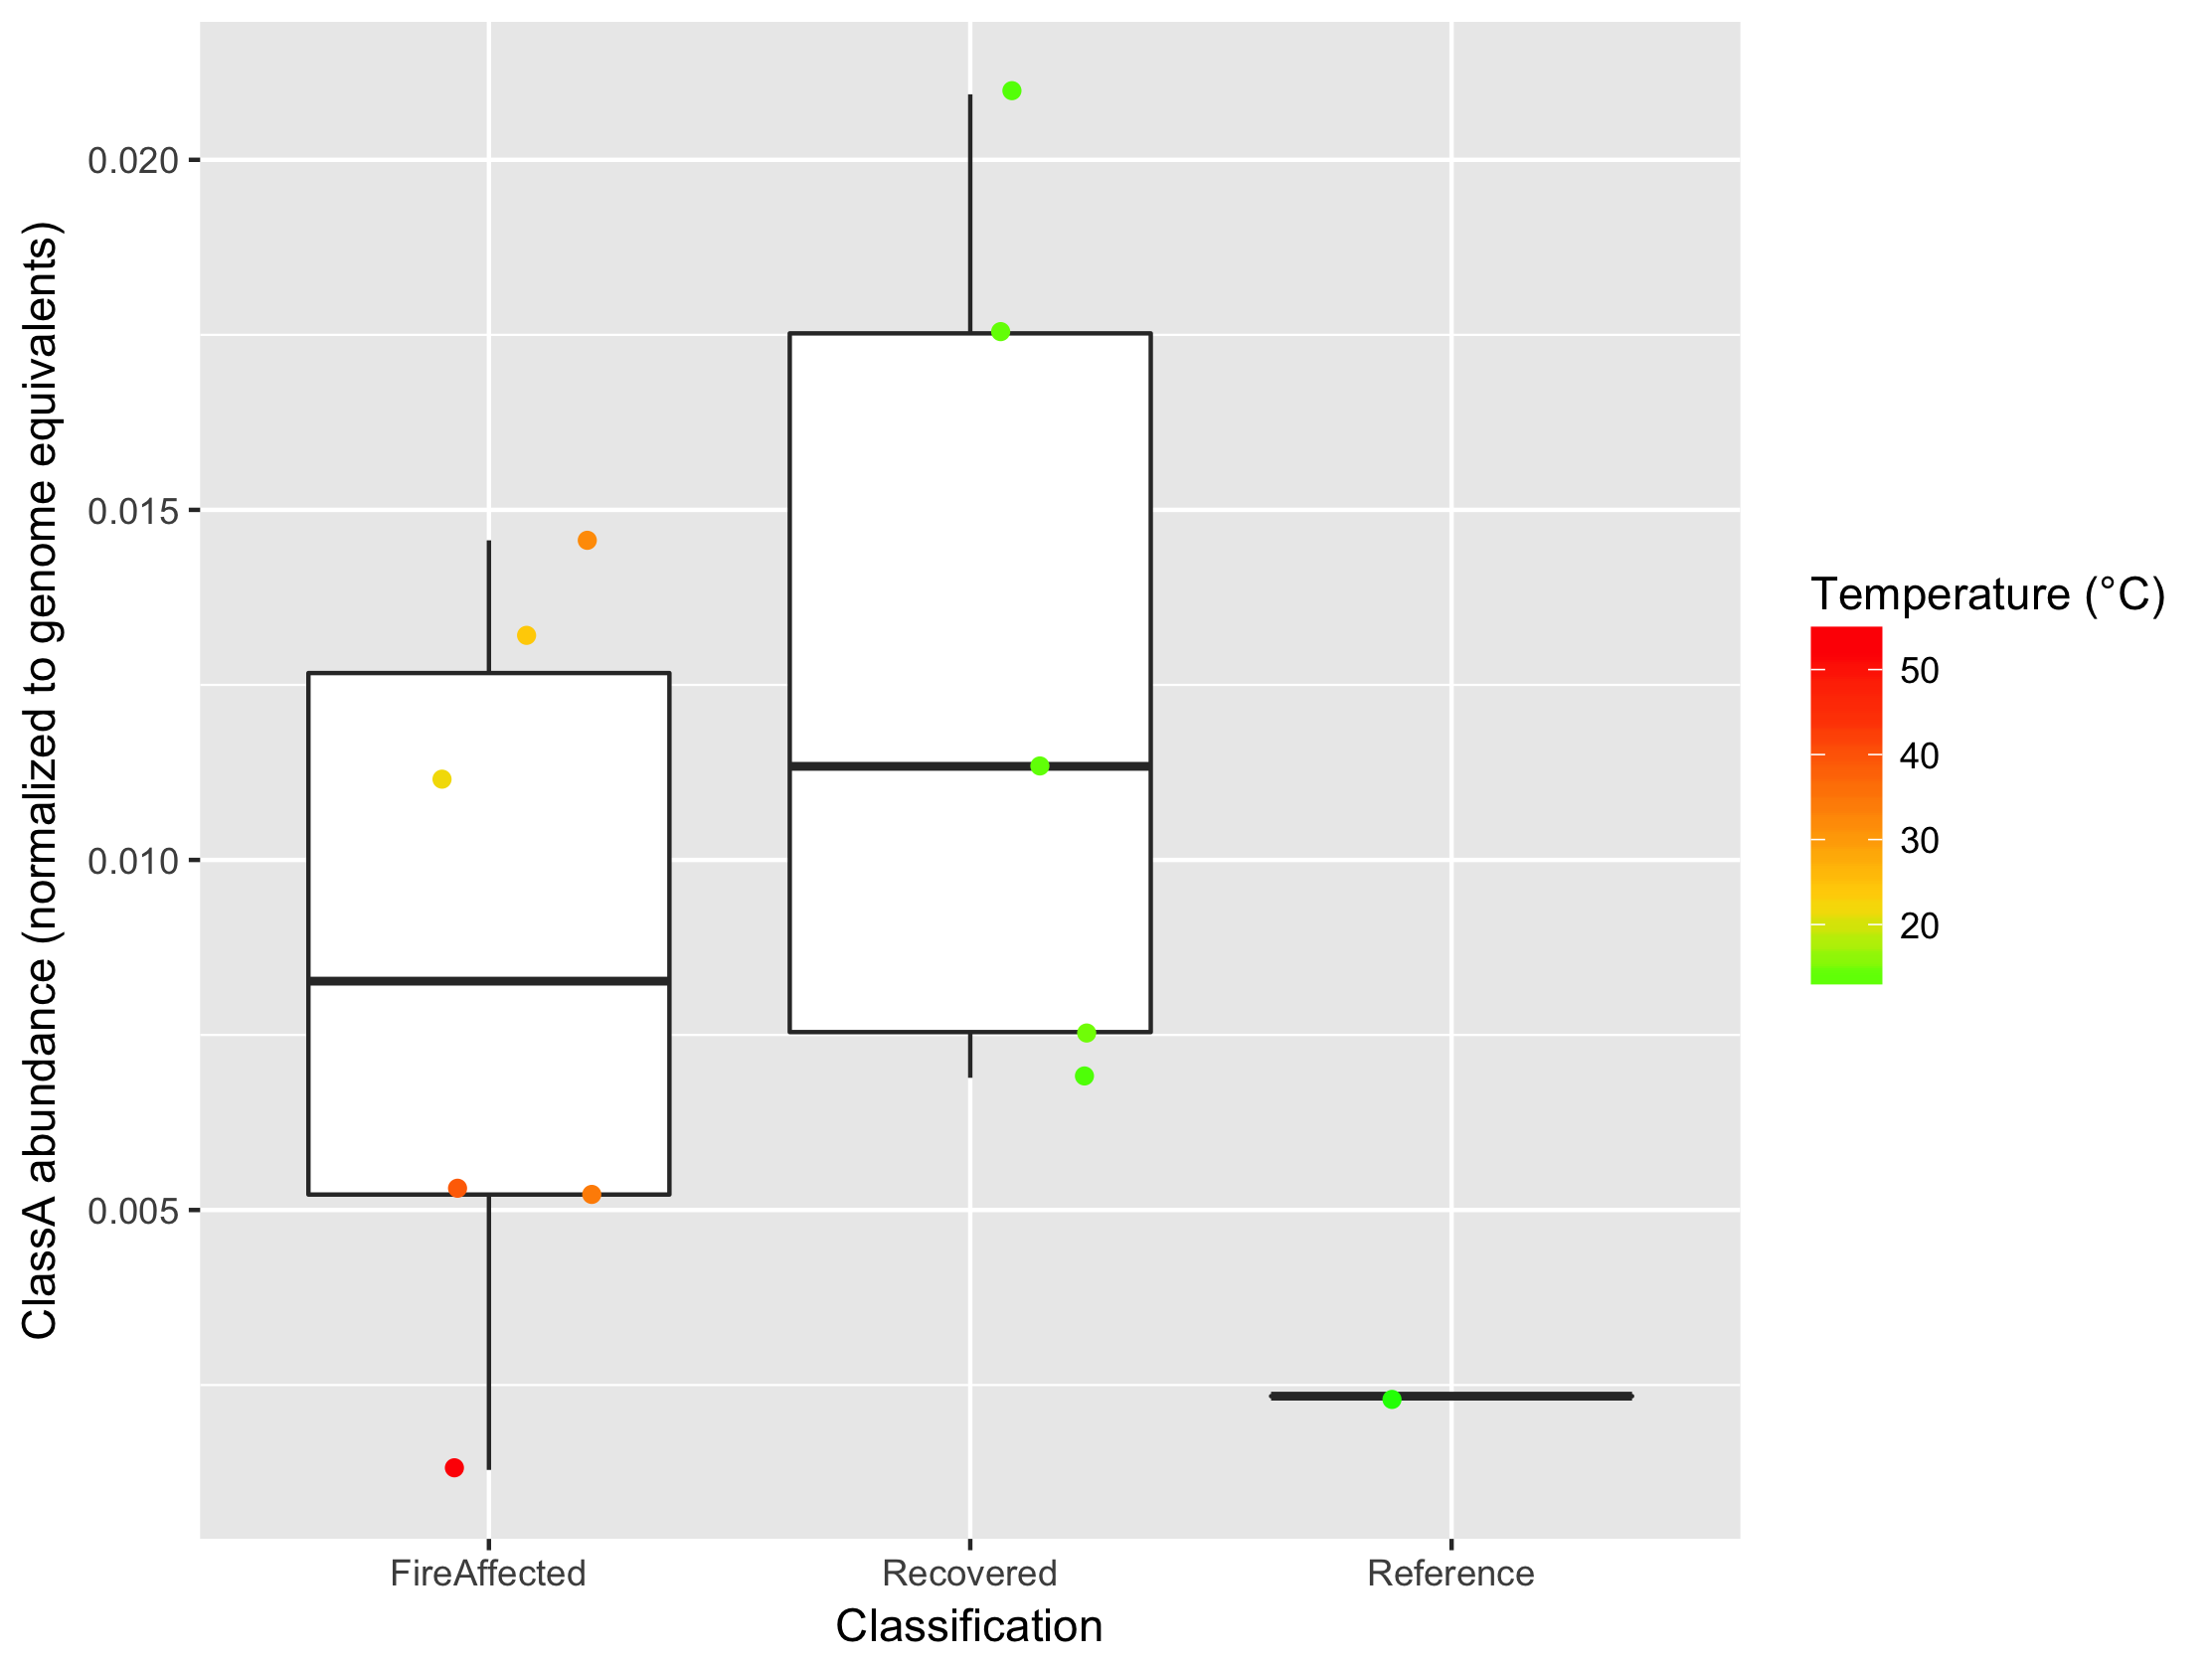 ClassA abundance (normalized to genome equivalents)
0.020
0.015
0.010
0.005
FireAffected
Recovered
Reference
Classification
Temperature (°C)
50
40
30
20